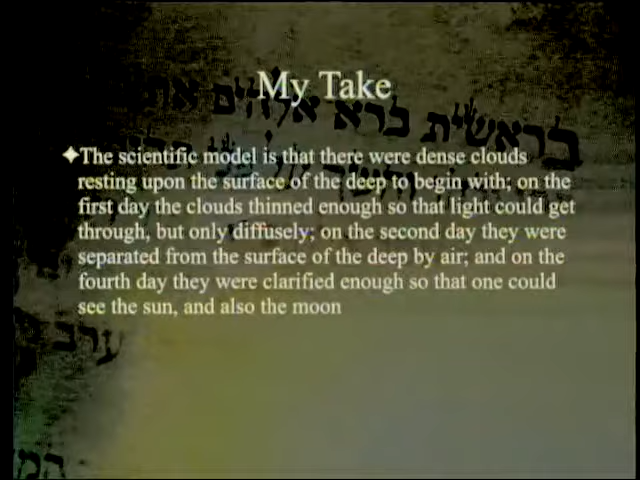 My Take
✦The scientific model is that there were dense clouds
resting upon the surface of the deep to begin with; on the
first day the clouds thinned enough so that light could get
through, but only diffusely; on the second day they were
separated from the surface of the deep by air; and on the
fourth day they were clarified enough so that one could
see the sun, and also the moon
בראשית ברא אלהים את
ערב